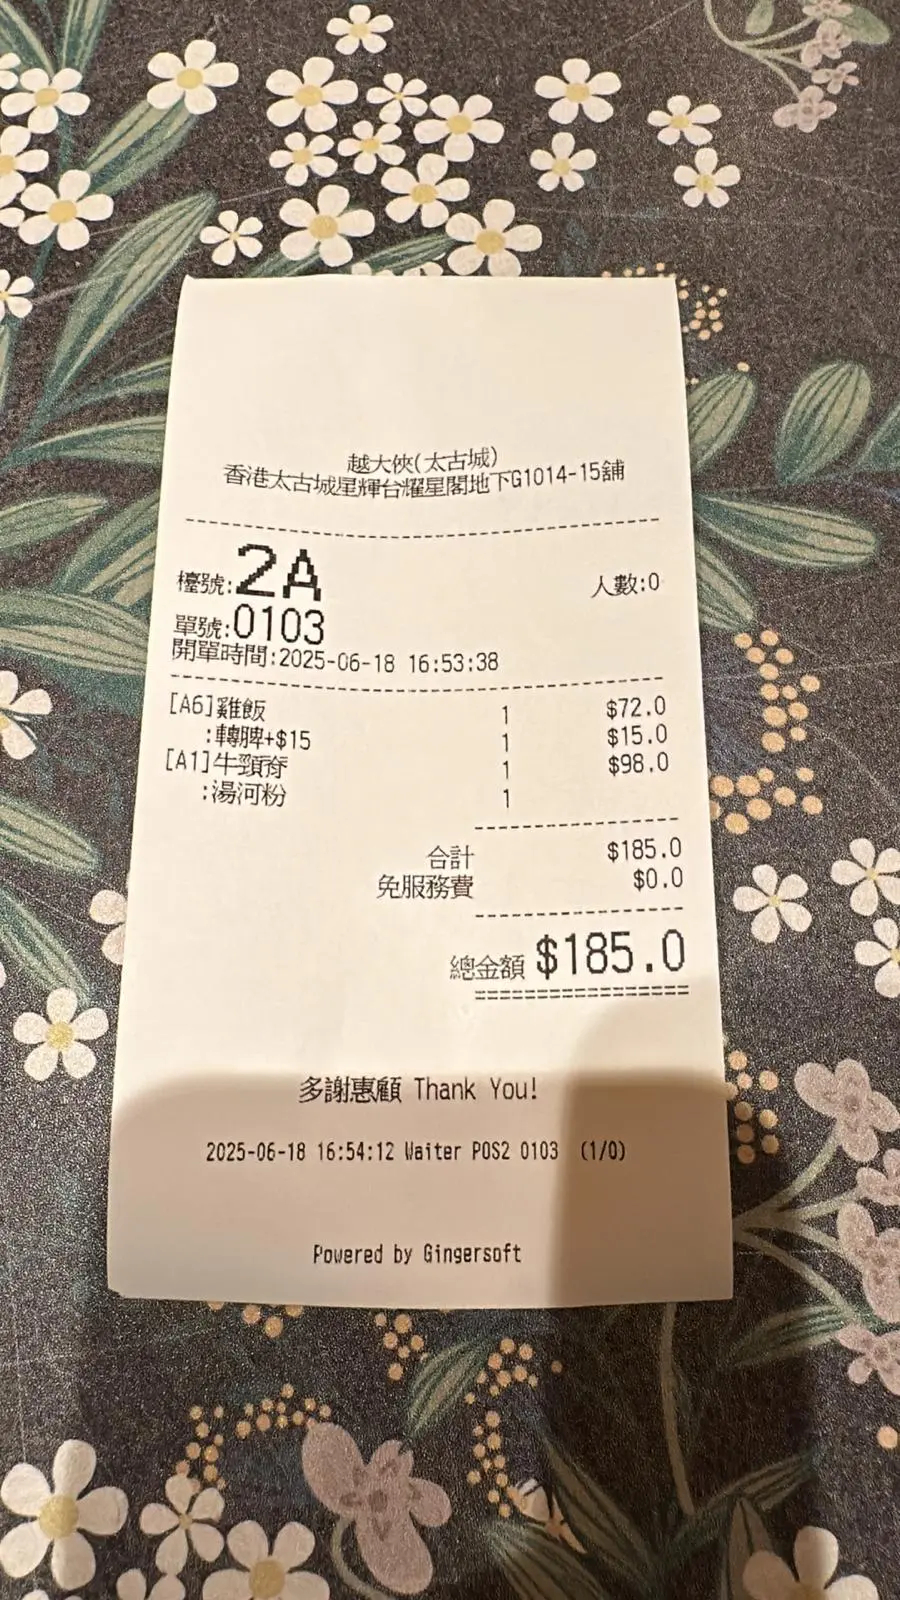 越大俠(太古城)
香港太古城星輝台耀星閣地下G1014-15舖
檯號:2A 人數:0
單號:0103
開單時間:2025-06-18 16:53:38
[A6]雞飯 1 $72.0
:轉髀+$15 1 $15.0
[A1]牛頸脊 1 $98.0
:湯河粉 1
合計 $185.0
免服務費 $0.0
總金額 $185.0
多謝惠顧 Thank You!
2025-06-18 16:54:12 Waiter POS2 0103 (1/0)
Powered by Gingersoft